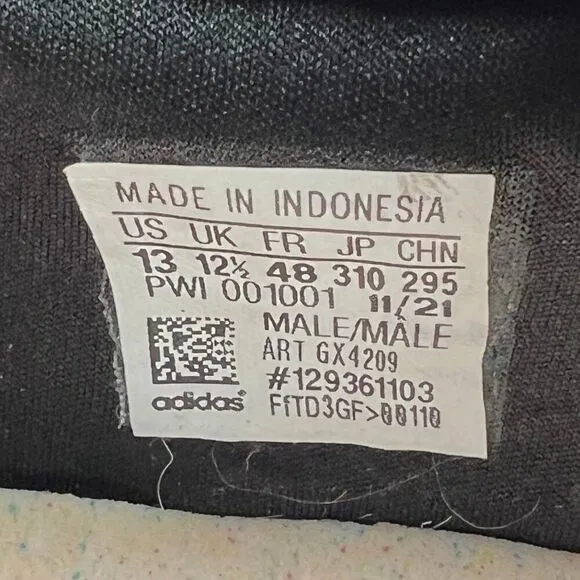 MADE IN INDONESIA
US UK FR JP CHN
13 12½ 48 310 295
PWI 001001 11/21
MALE/MÂLE
ART GX4209
#129361103
adidas FfTD3GF>00110